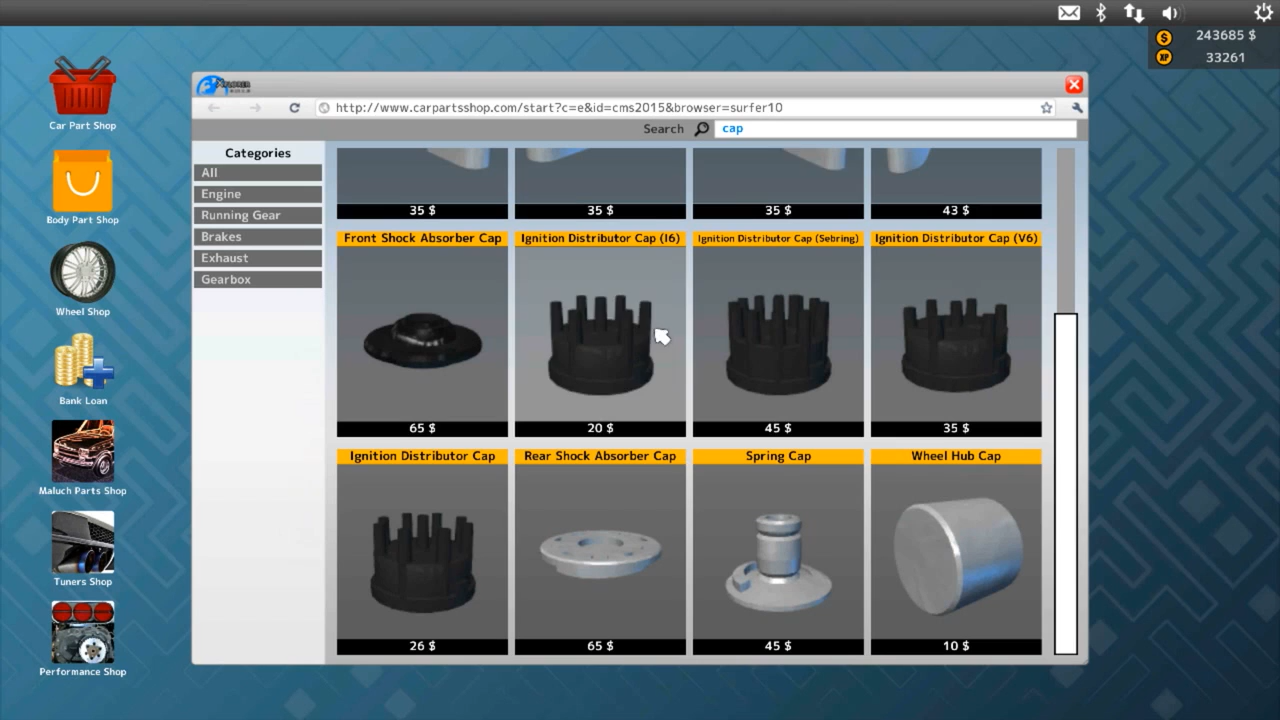 243685 $
33261
Car Part Shop
Body Part Shop
Wheel Shop
Bank Loan
Maluch Parts Shop
Tuners Shop
Performance Shop
http://www.carpartsshop.com/start?c=e&id=cms2015&browser=surfer10
Search cap
Categories
All
Engine
Running Gear
Brakes
Exhaust
Gearbox
35 $ 35 $ 35 $ 43 $
Front Shock Absorber Cap Ignition Distributor Cap (I6) Ignition Distributor Cap (Sebring) Ignition Distributor Cap (V6)
65 $ 20 $ 45 $ 35 $
Ignition Distributor Cap Rear Shock Absorber Cap Spring Cap Wheel Hub Cap
26 $ 65 $ 45 $ 10 $